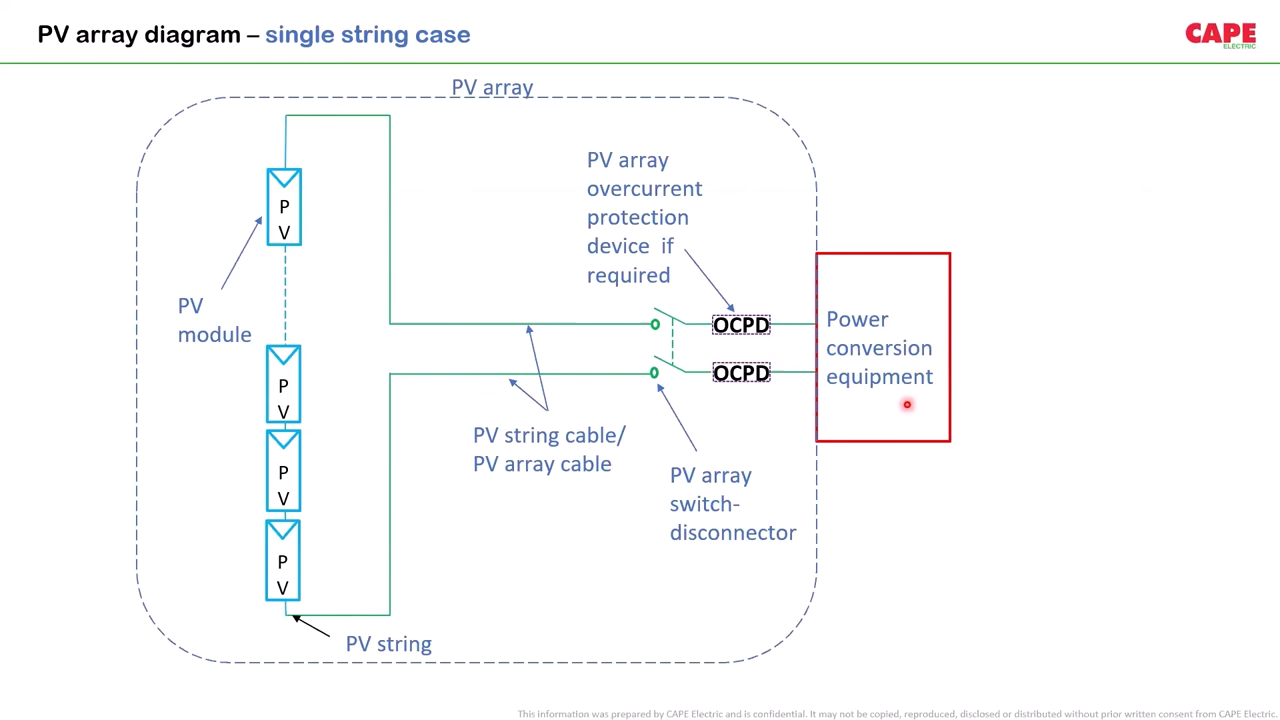 PV array diagram – single string case
CAPE
ELECTRIC
PV array
PV array
overcurrent
protection
device if
required
P
V
PV
module
OCPD
Power
conversion
equipment
OCPD
P
V
PV string cable/
PV array cable
P
V
PV array
switch-
disconnector
P
V
PV string
This information was prepared by CAPE Electric and is confidential. It may not be copied, reproduced, disclosed or distributed without prior written consent from CAPE Electric.